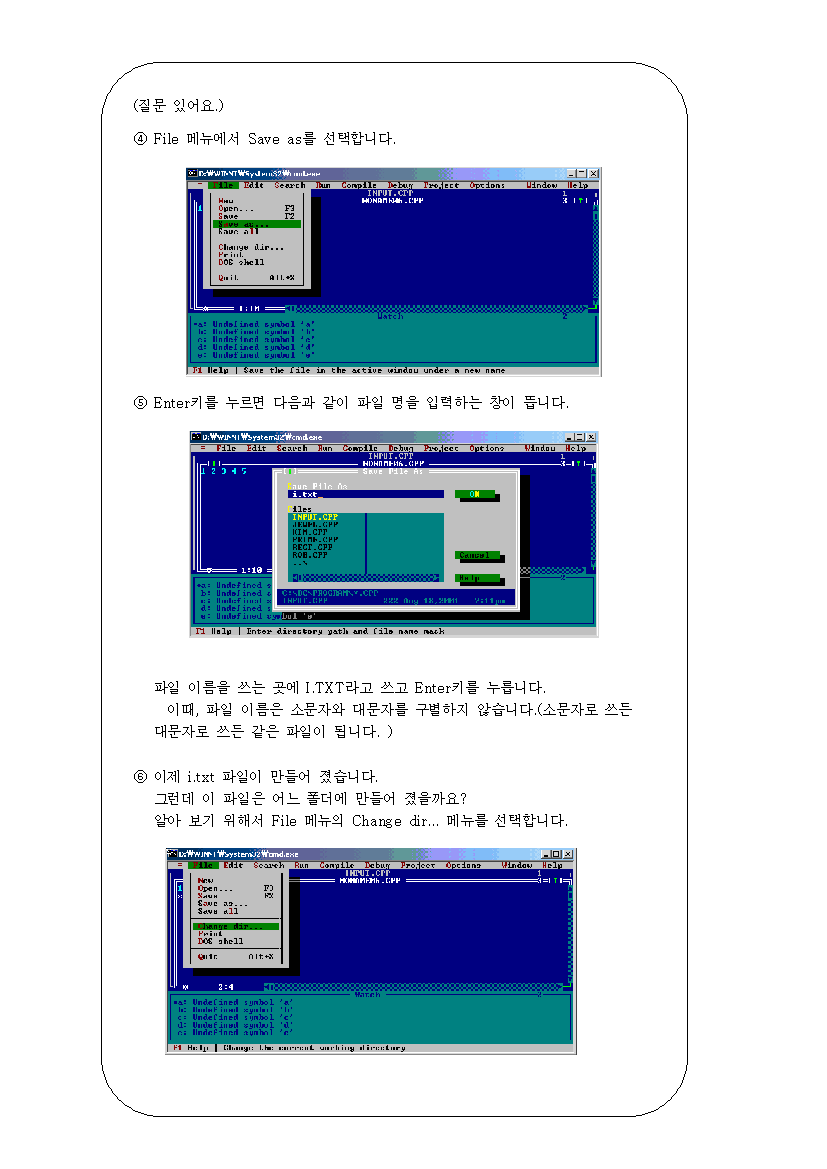 (질문 있어요.)
④ File 메뉴에서 Save as를 선택합니다.
D:₩WINNT₩System32₩cmd.exe
≡ File Edit Search Run Compile Debug Project Options Window Help
INPUT.CPP 1
NONAME06.CPP 3
New
Open... F3
Save F2
Save as...
Save all
Change dir...
Print
DOS shell
Quit Alt+X
Watch 2
a: Undefined symbol 'a'
b: Undefined symbol 'b'
c: Undefined symbol 'c'
d: Undefined symbol 'd'
e: Undefined symbol 'e'
F1 Help | Save the file in the active window under a new name
⑤ Enter키를 누르면 다음과 같이 파일 명을 입력하는 창이 뜹니다.
D:₩WINNT₩System32₩cmd.exe
≡ File Edit Search Run Compile Debug Project Options Window Help
INPUT.CPP 1
3
1 2 3 4 5
Save File As
Save File As
i.txt
OK
Files
INPUT.CPP
KIM.CPP
RECT.CPP
ROB.CPP
..\
Cancel
Help
INPUT.CPP 222 Aug 18,2001 7:11pm
1:10
2
a: Undefined s
b: Undefined s
c: Undefined s
d: Undefined s
e: Undefined symbol 'e'
F1 Help | Enter directory path and file name mask
파일 이름을 쓰는 곳에 I.TXT라고 쓰고 Enter키를 누릅니다.
이때, 파일 이름은 소문자와 대문자를 구별하지 않습니다.(소문자로 쓰든
대문자로 쓰든 같은 파일이 됩니다. )
⑥ 이제 i.txt 파일이 만들어 졌습니다.
그런데 이 파일은 어느 폴더에 만들어 졌을까요?
알아 보기 위해서 File 메뉴의 Change dir... 메뉴를 선택합니다.
D:₩WINNT₩System32₩cmd.exe
≡ File Edit Search Run Compile Debug Project Options Window Help
INPUT.CPP 1
NONAME06.CPP 3
New
Open... F3
Save F2
Save as...
Save all
Change dir...
Print
DOS shell
Quit Alt+X
2:4
Watch 2
a: Undefined symbol 'a'
b: Undefined symbol 'b'
c: Undefined symbol 'c'
d: Undefined symbol 'd'
e: Undefined symbol 'e'
F1 Help | Change the current working directory